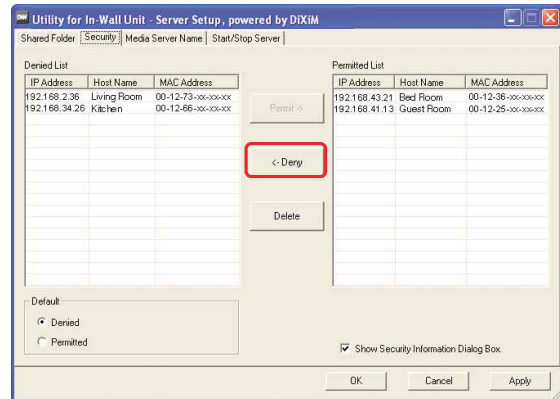 Utility for In-Wall Unit - Server Setup, powered by DiXiM
Shared Folder Security Media Server Name Start/Stop Server
Denied List
IP Address Host Name MAC Address
192.168.2.36 Living Room 00-12-73-xx-xx-xx
192.168.34.26 Kitchen 00-12-66-xx-xx-xx
Permit ->
<- Deny
Delete
Permitted List
IP Address Host Name MAC Address
192.168.43.21 Bed Room 00-12-36-xx-xx-xx
192.168.41.13 Guest Room 00-12-25-xx-xx-xx
Default
Denied
Permitted
Show Security Information Dialog Box.
OK Cancel Apply